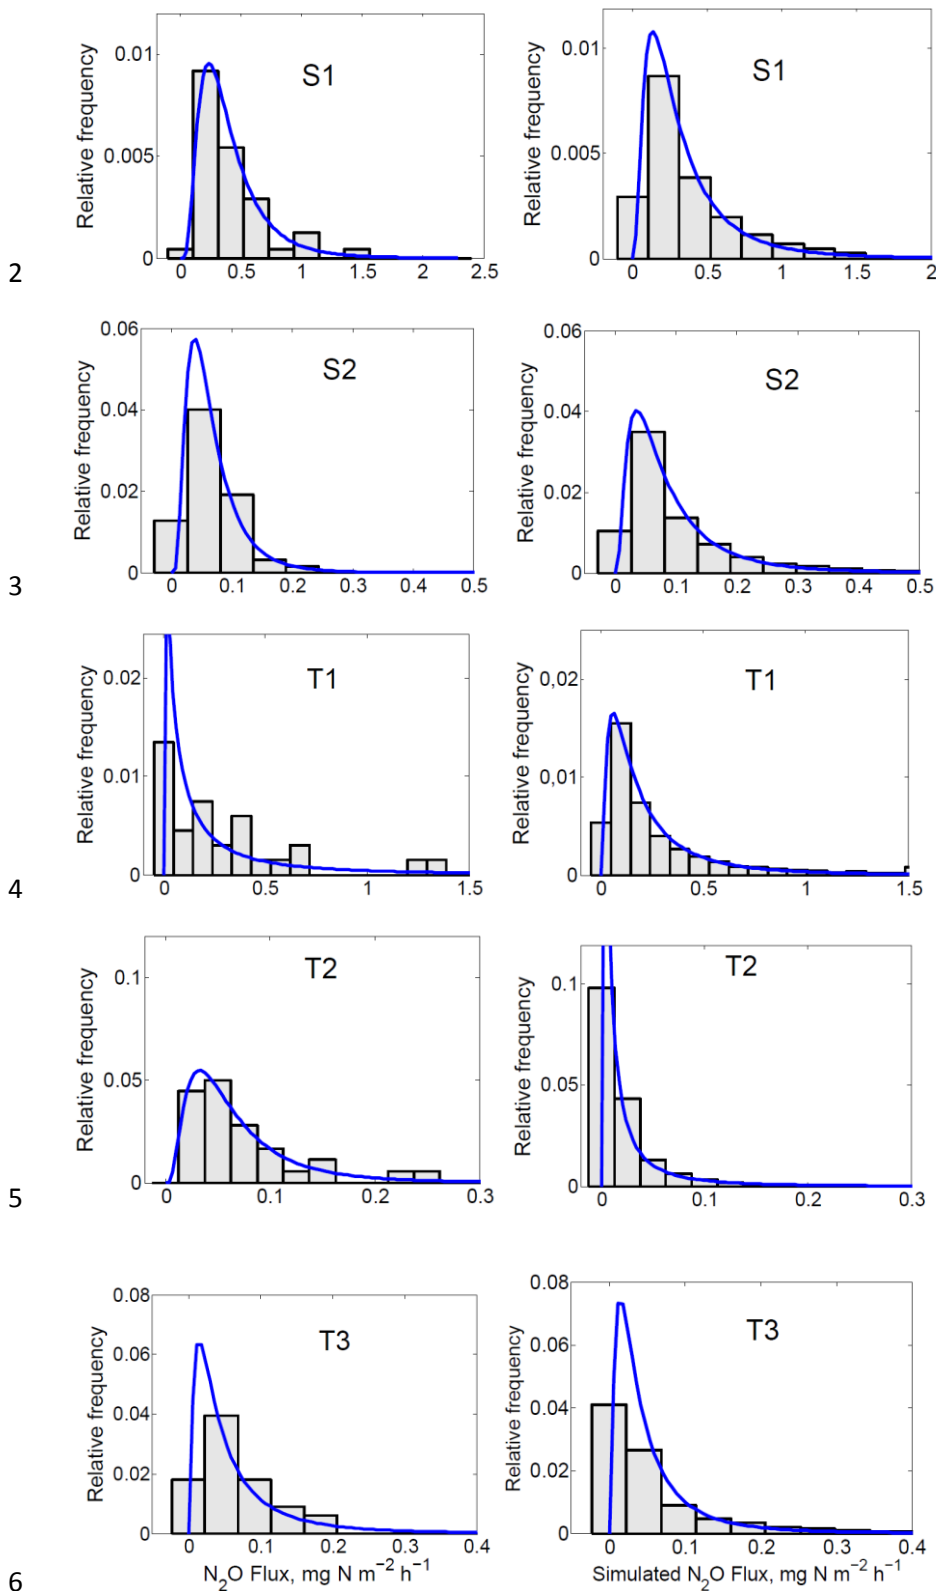 Relative frequency
0.01
0.005
0
S1
0 0.5 1 1.5 2 2.5
Relative frequency
0.01
0.005
0
S1
0 0.5 1 1.5 2
2
Relative frequency
0.06
0.04
0.02
0
S2
0 0.1 0.2 0.3 0.4 0.5
Relative frequency
0.06
0.04
0.02
0
S2
0 0.1 0.2 0.3 0.4 0.5
3
Relative frequency
0.02
0.01
0
T1
0 0.5 1 1.5
Relative frequency
0,02
0,01
0
T1
0 0.5 1 1.5
4
Relative frequency
0.1
0.05
0
T2
0 0.1 0.2 0.3
Relative frequency
0.1
0.05
0
T2
0 0.1 0.2 0.3
5
Relative frequency
0.08
0.06
0.04
0.02
0
T3
0 0.1 0.2 0.3 0.4
N₂O Flux, mg N m⁻² h⁻¹
Relative frequency
0.08
0.06
0.04
0.02
0
T3
0 0.1 0.2 0.3 0.4
Simulated N₂O Flux, mg N m⁻² h⁻¹
6